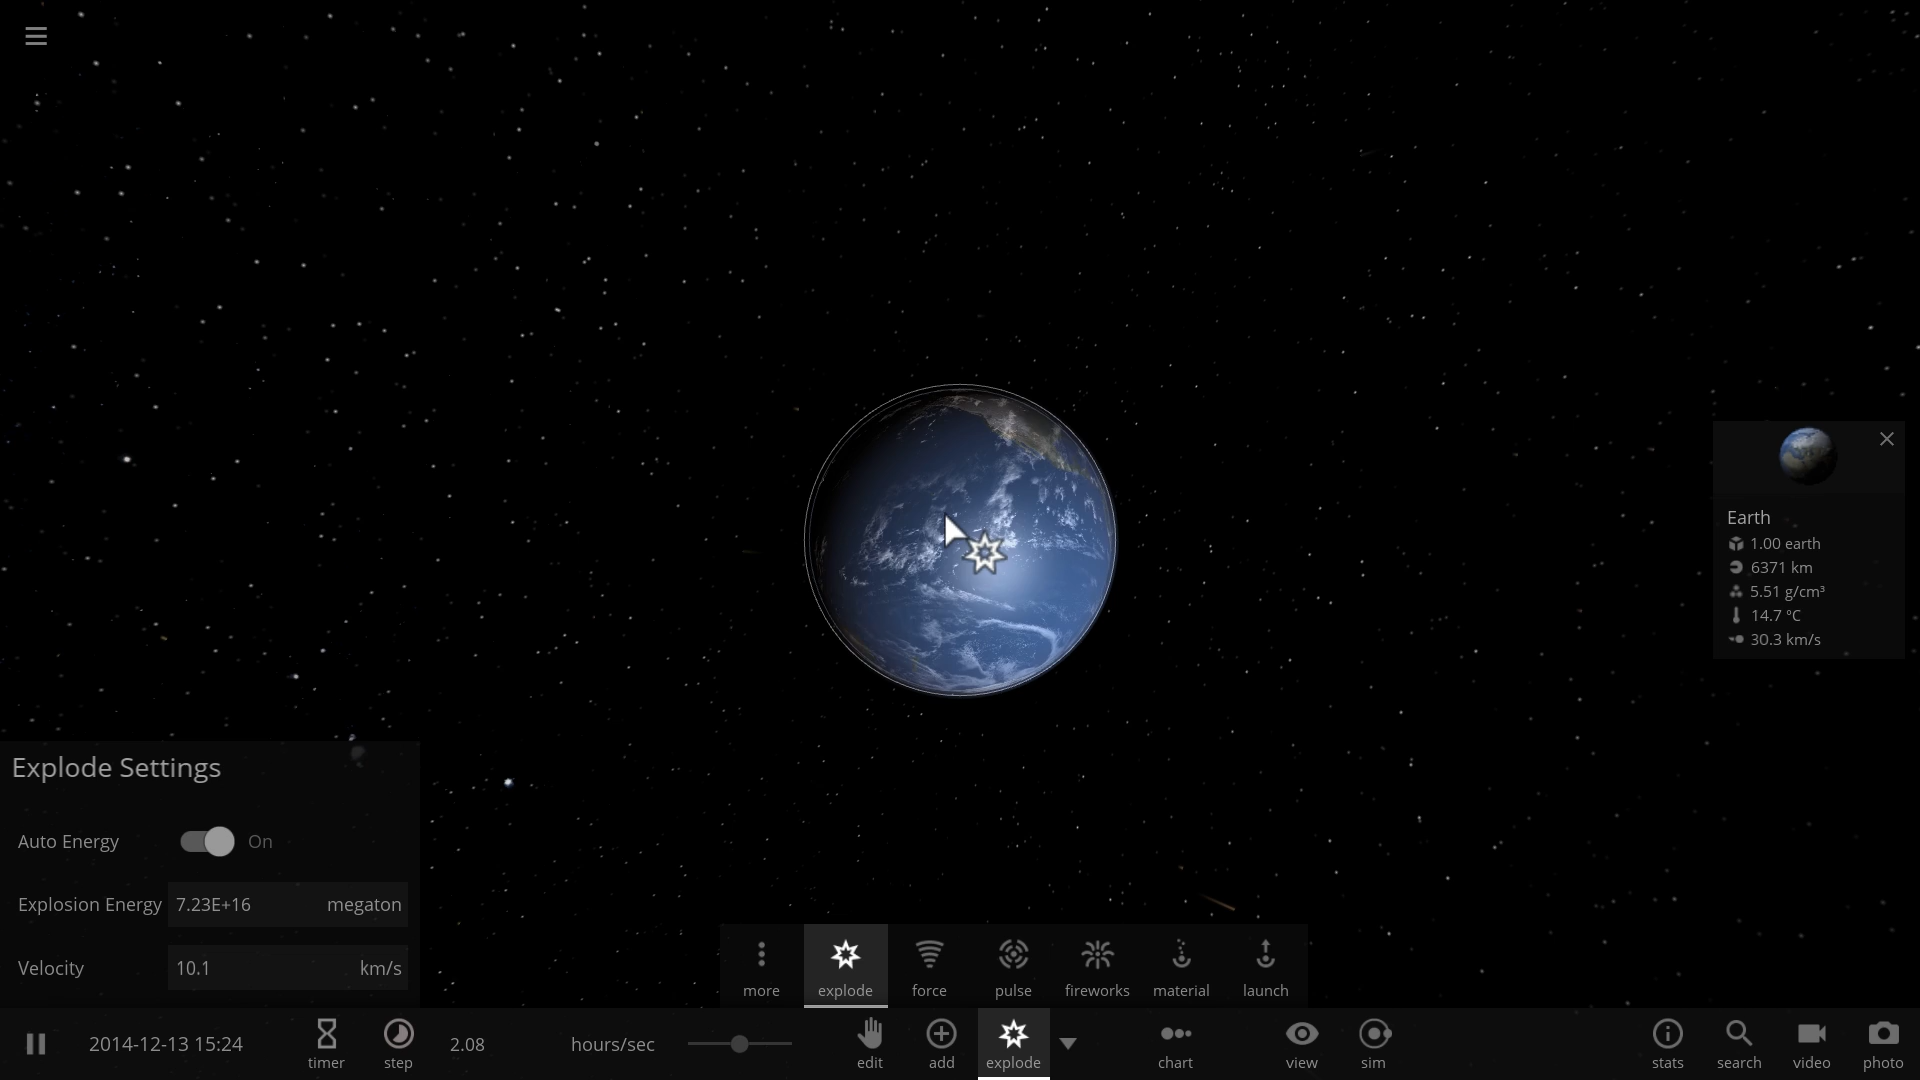 Earth
1.00 earth
6371 km
5.51 g/cm³
14.7 °C
30.3 km/s
Explode Settings
Auto Energy On
Explosion Energy 7.23E+16 megaton
Velocity 10.1 km/s
more explode force pulse fireworks material launch
2014-12-13 15:24 timer step 2.08 hours/sec edit add explode chart view sim stats search video photo